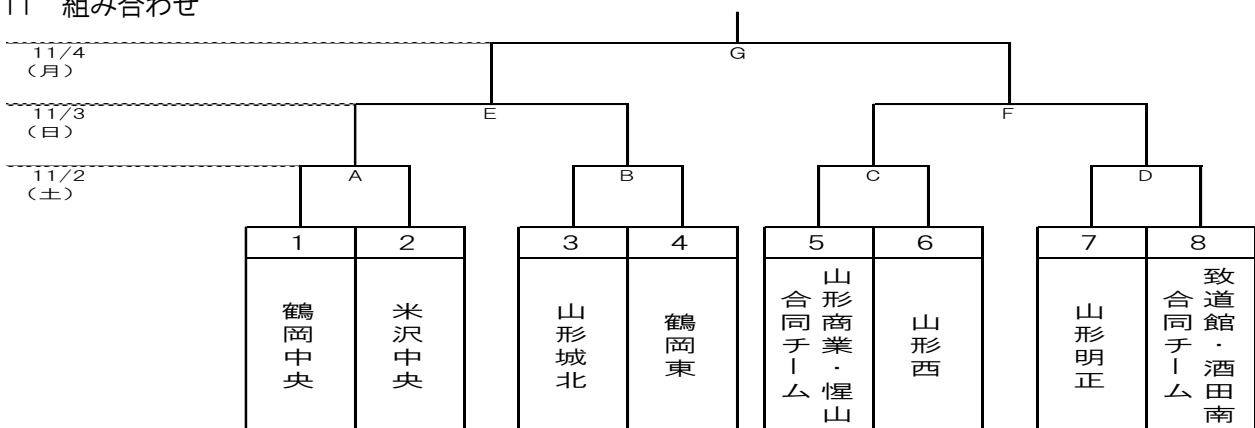 11 組み合わせ
G
11/4
(月)
E
F
11/3
(日)
A
B
C
D
11/2
(土)
1
2
3
4
5
6
7
8
鶴岡中央
米沢中央
山形城北
鶴岡東
山形商業・惺山
合同チーム
山形西
山形明正
致道館・酒田南
合同チーム